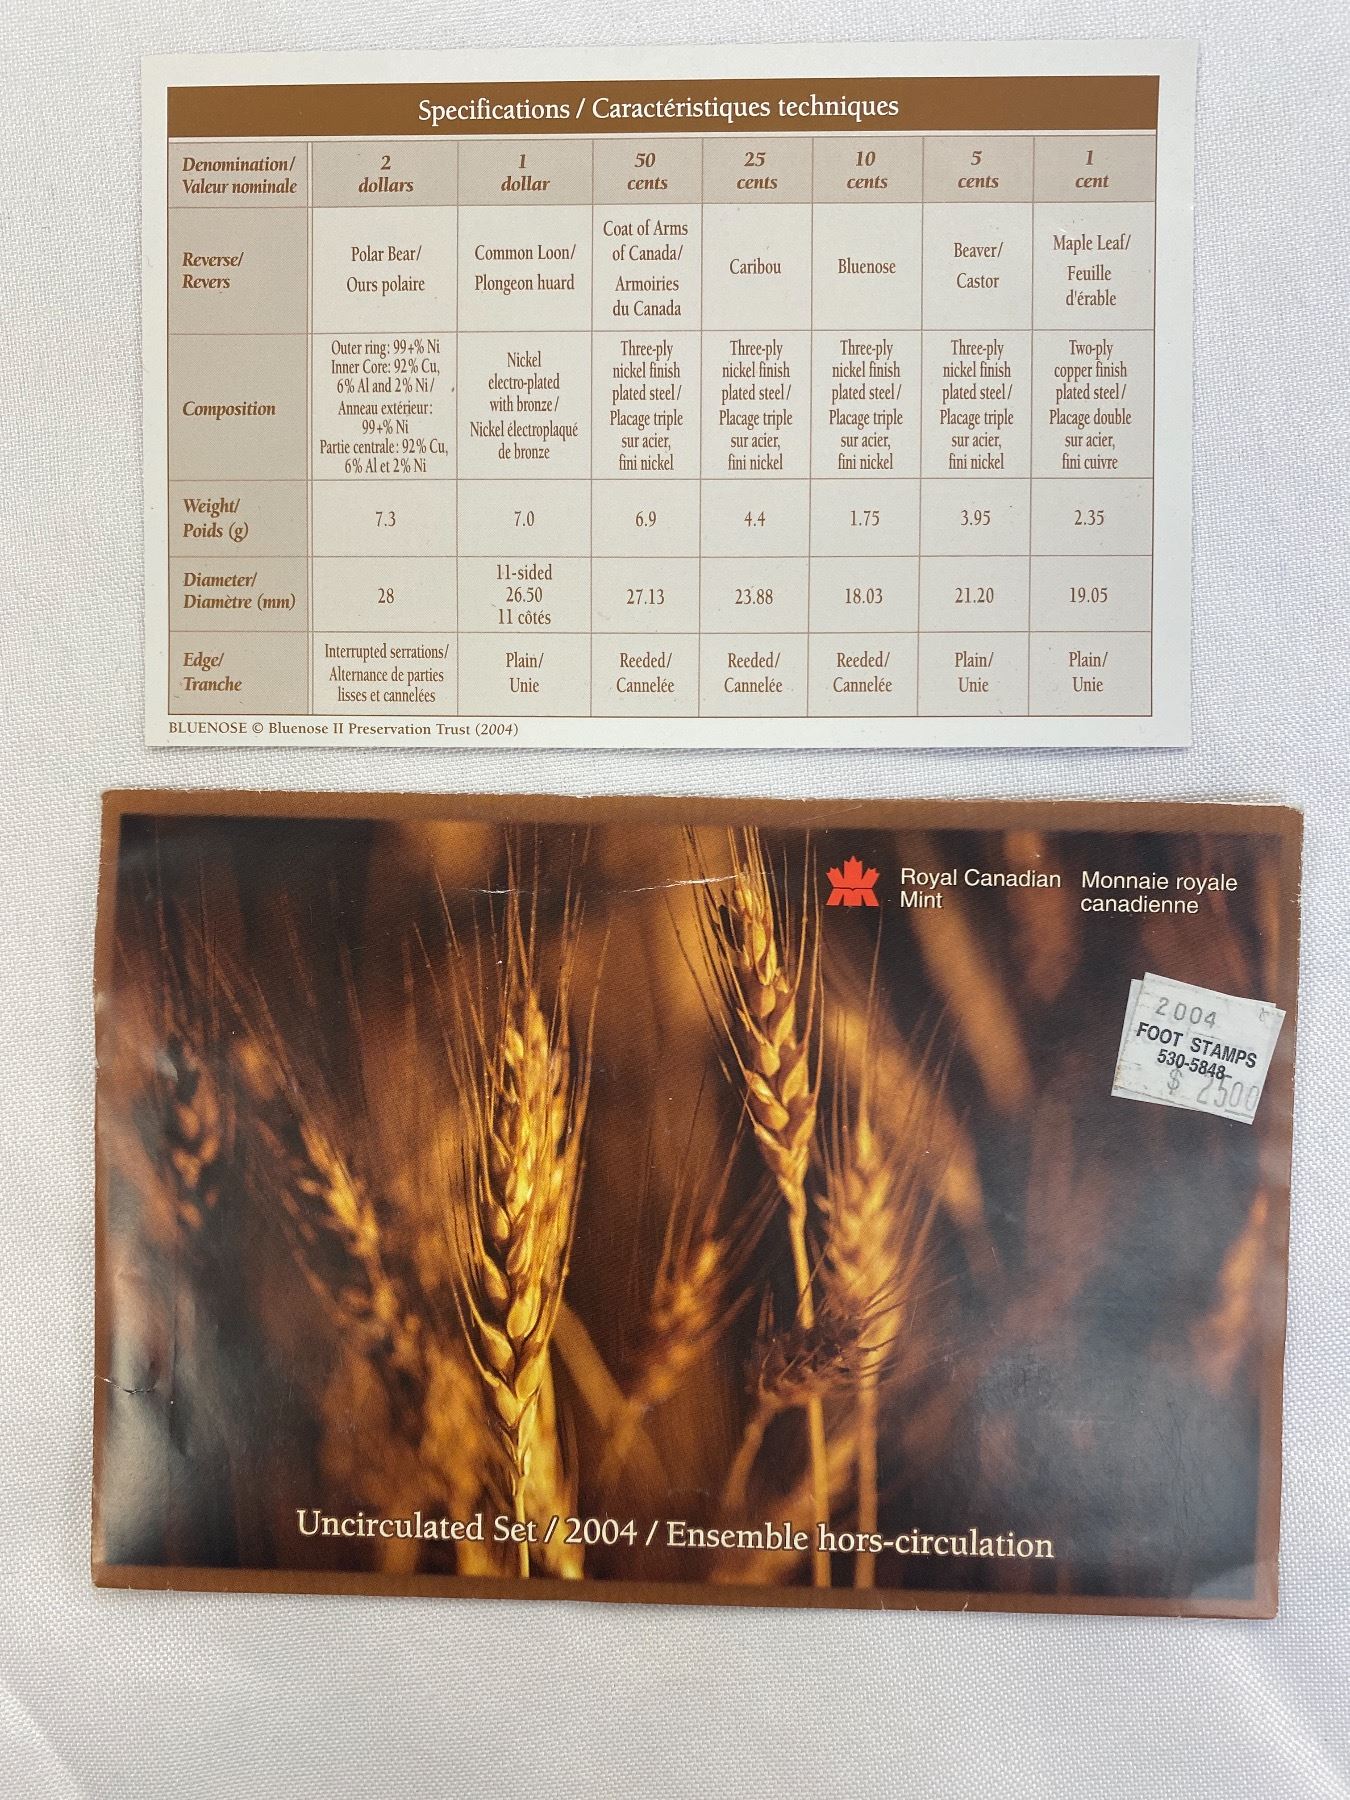 Specifications / Caractéristiques techniques
Denomination/
Valeur nominale
2
dollars
1
dollar
50
cents
25
cents
10
cents
5
cents
1
cent
Reverse/
Revers
Polar Bear/
Ours polaire
Common Loon/
Plongeon huard
Coat of Arms
of Canada/
Armoiries
du Canada
Caribou
Bluenose
Beaver/
Castor
Maple Leaf/
Feuille
d'érable
Composition
Outer ring: 99+% Ni
Inner Core: 92% Cu,
6% Al and 2% Ni/
Anneau extérieur:
99+% Ni
Partie centrale: 92% Cu,
6% Al et 2% Ni
Nickel
electro-plated
with bronze/
Nickel électroplaqué
de bronze
Three-ply
nickel finish
plated steel/
Placage triple
sur acier,
fini nickel
Three-ply
nickel finish
plated steel/
Placage triple
sur acier,
fini nickel
Three-ply
nickel finish
plated steel/
Placage triple
sur acier,
fini nickel
Three-ply
nickel finish
plated steel/
Placage triple
sur acier,
fini nickel
Two-ply
copper finish
plated steel/
Placage double
sur acier,
fini cuivre
Weight/
Poids (g)
7.3
7.0
6.9
4.4
1.75
3.95
2.35
Diameter/
Diamètre (mm)
28
11-sided
26.50
11 côtés
27.13
23.88
18.03
21.20
19.05
Edge/
Tranche
Interrupted serrations/
Alternance de parties
lisses et cannelées
Plain/
Unie
Reeded/
Cannelée
Reeded/
Cannelée
Reeded/
Cannelée
Plain/
Unie
Plain/
Unie
BLUENOSE © Bluenose II Preservation Trust (2004)
Royal Canadian
Mint
Monnaie royale
canadienne
2004
FOOT STAMPS
530-5848
$ 2500
Uncirculated Set / 2004 / Ensemble hors-circulation